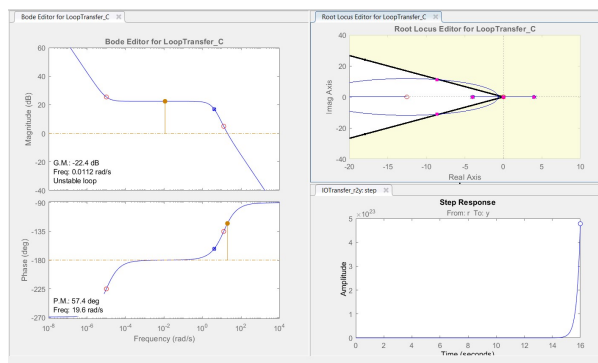 Bode Editor for LoopTransfer_C
Bode Editor for LoopTransfer_C
60
40
20
0
-20
-40
Magnitude (dB)
G.M.: -22.4 dB
Freq: 0.0112 rad/s
Unstable loop
-90
-135
-180
-225
-270
Phase (deg)
P.M.: 57.4 deg
Freq: 19.6 rad/s
10^-8
10^-6
10^-4
10^-2
10^0
10^2
10^4
Frequency (rad/s)
Root Locus Editor for LoopTransfer_C
Root Locus Editor for LoopTransfer_C
40
20
0
-20
-40
Imag Axis
-20
-15
-10
-5
0
5
10
Real Axis
IOTransfer_r2y: step
Step Response
From: r To: y
5 ×10^23
4
3
2
1
0
Amplitude
0
2
4
6
8
10
12
14
16
Time (seconds)